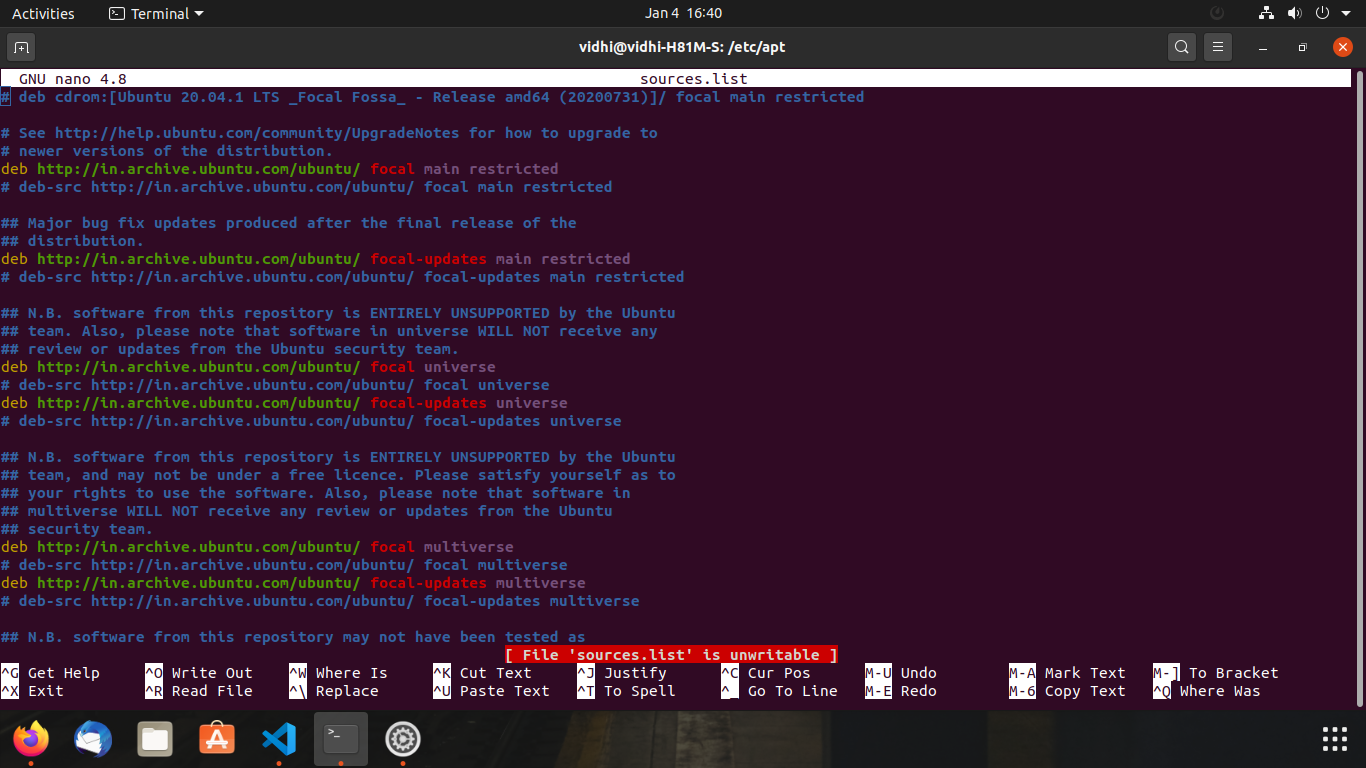 Activities Terminal Jan 4 16:40
vidhi@vidhi-H81M-S: /etc/apt
GNU nano 4.8 sources.list
# deb cdrom:[Ubuntu 20.04.1 LTS _Focal Fossa_ - Release amd64 (20200731)]/ focal main restricted
# See http://help.ubuntu.com/community/UpgradeNotes for how to upgrade to
# newer versions of the distribution.
deb http://in.archive.ubuntu.com/ubuntu/ focal main restricted
# deb-src http://in.archive.ubuntu.com/ubuntu/ focal main restricted
## Major bug fix updates produced after the final release of the
## distribution.
deb http://in.archive.ubuntu.com/ubuntu/ focal-updates main restricted
# deb-src http://in.archive.ubuntu.com/ubuntu/ focal-updates main restricted
## N.B. software from this repository is ENTIRELY UNSUPPORTED by the Ubuntu
## team. Also, please note that software in universe WILL NOT receive any
## review or updates from the Ubuntu security team.
deb http://in.archive.ubuntu.com/ubuntu/ focal universe
# deb-src http://in.archive.ubuntu.com/ubuntu/ focal universe
deb http://in.archive.ubuntu.com/ubuntu/ focal-updates universe
# deb-src http://in.archive.ubuntu.com/ubuntu/ focal-updates universe
## N.B. software from this repository is ENTIRELY UNSUPPORTED by the Ubuntu
## team, and may not be under a free licence. Please satisfy yourself as to
## your rights to use the software. Also, please note that software in
## multiverse WILL NOT receive any review or updates from the Ubuntu
## security team.
deb http://in.archive.ubuntu.com/ubuntu/ focal multiverse
# deb-src http://in.archive.ubuntu.com/ubuntu/ focal multiverse
deb http://in.archive.ubuntu.com/ubuntu/ focal-updates multiverse
# deb-src http://in.archive.ubuntu.com/ubuntu/ focal-updates multiverse
## N.B. software from this repository may not have been tested as
[ File 'sources.list' is unwritable ]
^G Get Help ^O Write Out ^W Where Is ^K Cut Text ^J Justify ^C Cur Pos M-U Undo M-A Mark Text M-] To Bracket
^X Exit ^R Read File ^\ Replace ^U Paste Text ^T To Spell ^_ Go To Line M-E Redo M-6 Copy Text ^Q Where Was
>_